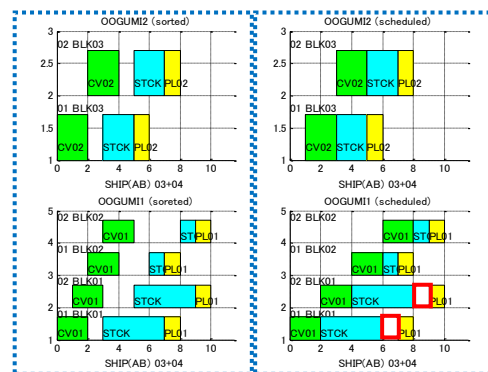 OOGUMI2 (sorted)
3
02 BLK03
2.5
CV02 STCK PL02
2
01 BLK03
1.5
CV02 STCK PL02
1
0 2 4 6 8 10
SHIP(AB) 03+04
OOGUMI2 (scheduled)
3
02 BLK03
2.5
CV02 STCK PL02
2
01 BLK03
1.5
CV02 STCK PL02
1
0 2 4 6 8 10
SHIP(AB) 03+04
OOGUMI1 (soreted)
5
02 BLK02
CV01 ST PL01
4
01 BLK02
CV01 ST PL01
3
02 BLK01
CV01 STCK PL01
2
01 BLK01
CV01 STCK PL01
1
0 2 4 6 8 10
SHIP(AB) 03+04
OOGUMI1 (scheduled)
5
02 BLK02
CV01 ST PL01
4
01 BLK02
CV01 ST PL01
3
02 BLK01
CV01 STCK PL01
2
01 BLK01
CV01 STCK PL01
1
0 2 4 6 8 10
SHIP(AB) 03+04